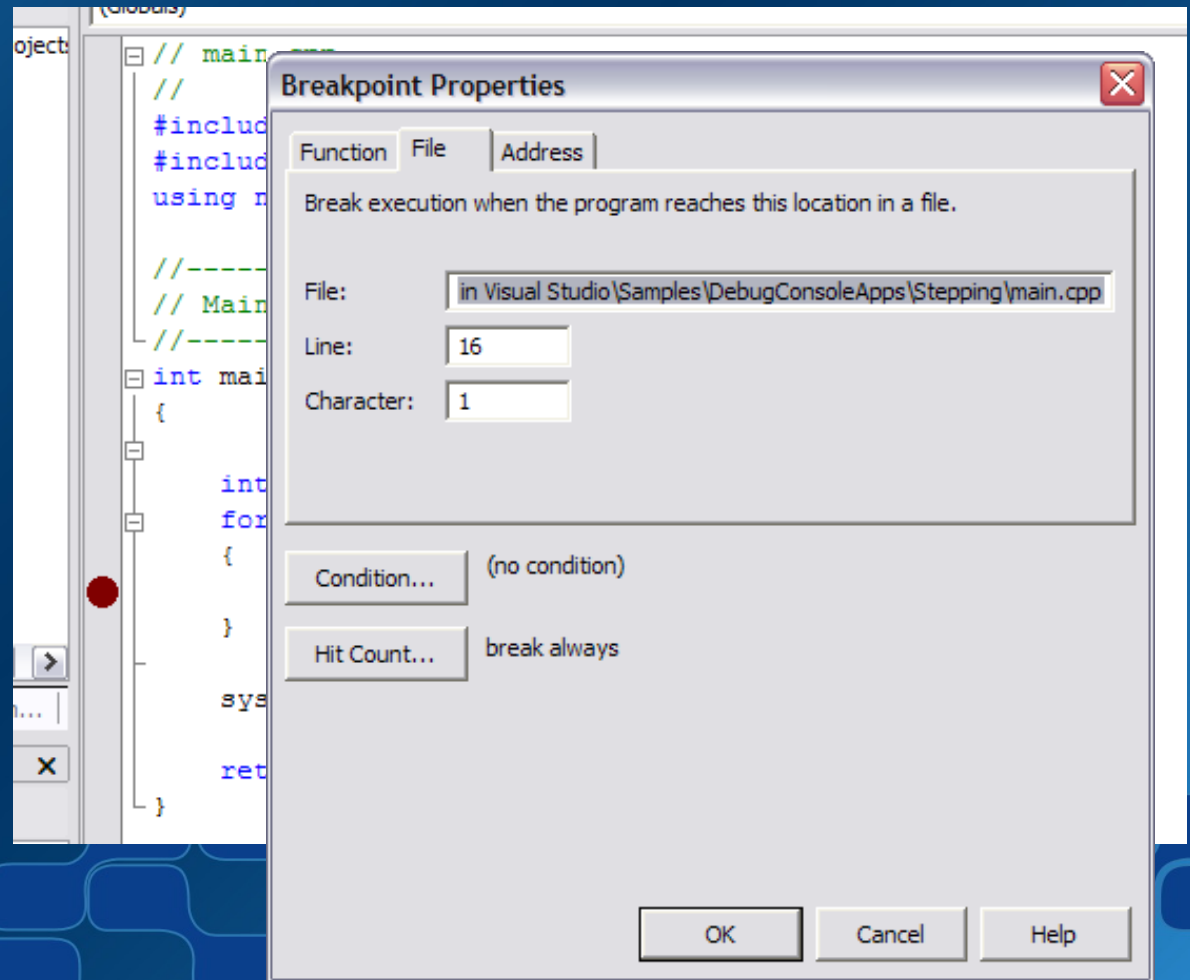 (Globals)
ojects
// main.cpp
//
#includ
#includ
using n
//-----
// Main
//-----
int mai
{
int
for
{
}
sys
ret
}
n...
Breakpoint Properties
Function File Address
Break execution when the program reaches this location in a file.
File: in Visual Studio\Samples\DebugConsoleApps\Stepping\main.cpp
Line: 16
Character: 1
Condition... (no condition)
Hit Count... break always
OK Cancel Help